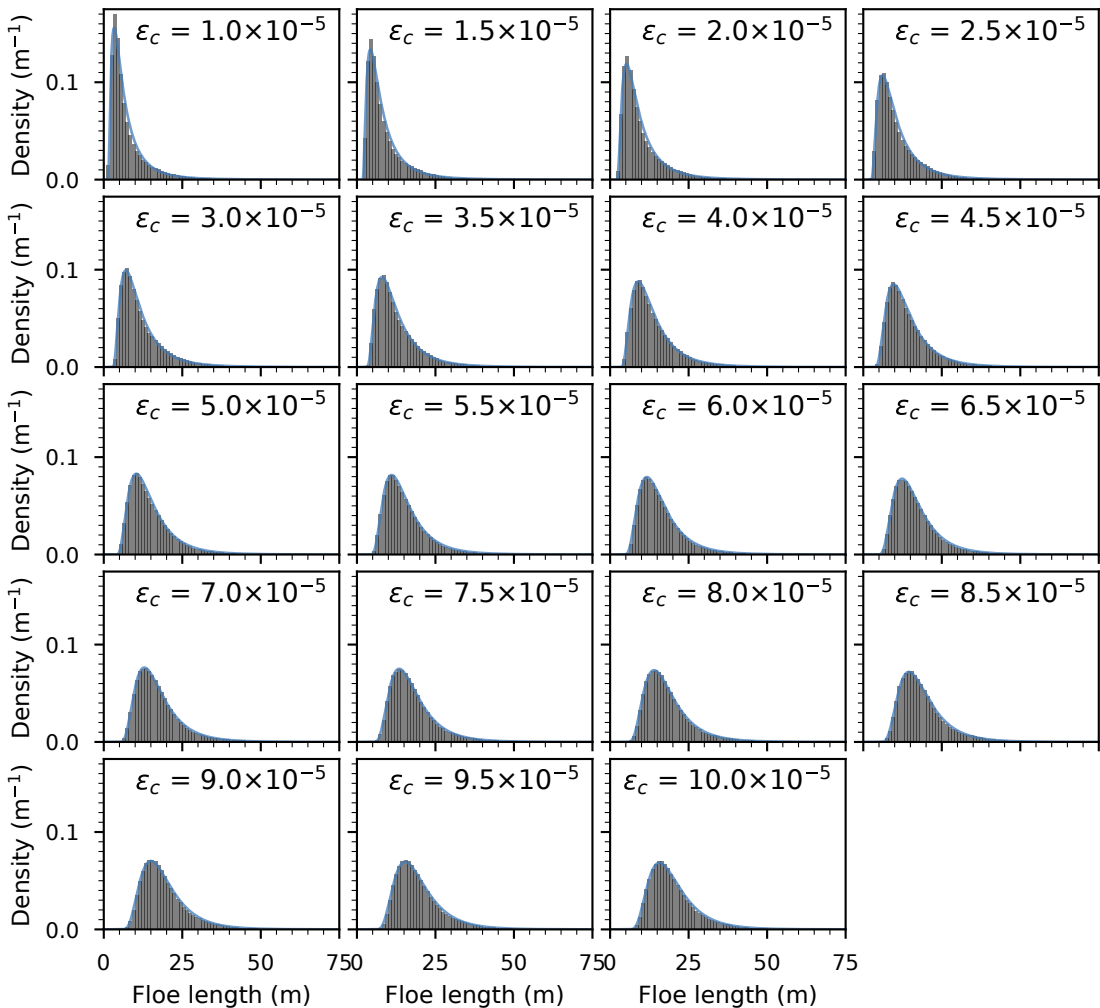 Density (m⁻¹)
0.1
0.0
ε_c = 1.0×10⁻⁵
ε_c = 1.5×10⁻⁵
ε_c = 2.0×10⁻⁵
ε_c = 2.5×10⁻⁵
Density (m⁻¹)
0.1
0.0
ε_c = 3.0×10⁻⁵
ε_c = 3.5×10⁻⁵
ε_c = 4.0×10⁻⁵
ε_c = 4.5×10⁻⁵
Density (m⁻¹)
0.1
0.0
ε_c = 5.0×10⁻⁵
ε_c = 5.5×10⁻⁵
ε_c = 6.0×10⁻⁵
ε_c = 6.5×10⁻⁵
Density (m⁻¹)
0.1
0.0
ε_c = 7.0×10⁻⁵
ε_c = 7.5×10⁻⁵
ε_c = 8.0×10⁻⁵
ε_c = 8.5×10⁻⁵
Density (m⁻¹)
0.1
0.0
ε_c = 9.0×10⁻⁵
ε_c = 9.5×10⁻⁵
ε_c = 10.0×10⁻⁵
0 25 50 75
0 25 50 75
0 25 50 75
Floe length (m)
Floe length (m)
Floe length (m)